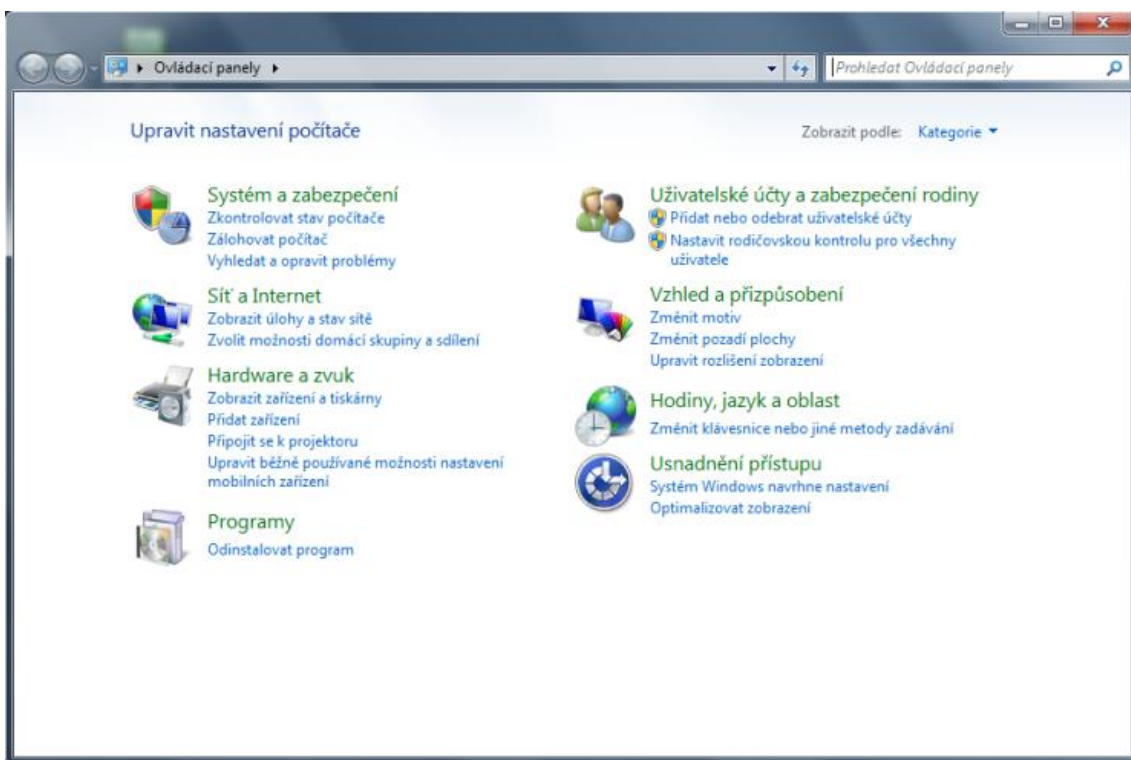 Ovládací panely
Prohledat Ovládací panely
Upravit nastavení počítače
Zobrazit podle: Kategorie
Systém a zabezpečení
Zkontrolovat stav počítače
Zálohovat počítač
Vyhledat a opravit problémy
Síť a Internet
Zobrazit úlohy a stav sítě
Zvolit možnosti domácí skupiny a sdílení
Hardware a zvuk
Zobrazit zařízení a tiskárny
Přidat zařízení
Připojit se k projektoru
Upravit běžně používané možnosti nastavení
mobilních zařízení
Programy
Odinstalovat program
Uživatelské účty a zabezpečení rodiny
Přidat nebo odebrat uživatelské účty
Nastavit rodičovskou kontrolu pro všechny
uživatele
Vzhled a přizpůsobení
Změnit motiv
Změnit pozadí plochy
Upravit rozlišení zobrazení
Hodiny, jazyk a oblast
Změnit klávesnice nebo jiné metody zadávání
Usnadnění přístupu
Systém Windows navrhne nastavení
Optimalizovat zobrazení